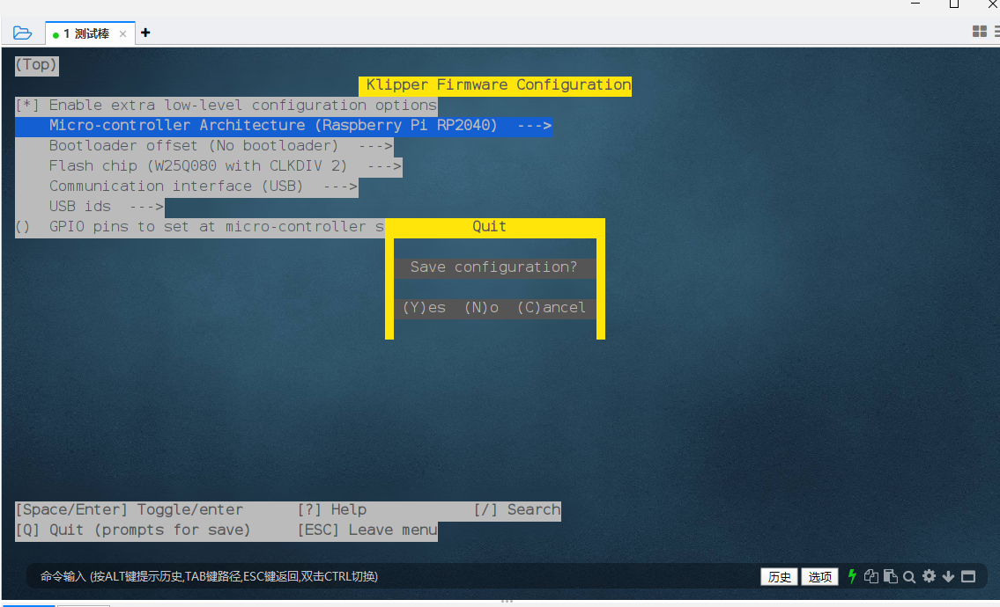 1 测试棒
(Top)
Klipper Firmware Configuration
[*] Enable extra low-level configuration options
Micro-controller Architecture (Raspberry Pi RP2040) --->
Bootloader offset (No bootloader) --->
Flash chip (W25Q080 with CLKDIV 2) --->
Communication interface (USB) --->
USB ids --->
() GPIO pins to set at micro-controller s
Quit
Save configuration?
(Y)es (N)o (C)ancel
[Space/Enter] Toggle/enter [?] Help [/] Search
[Q] Quit (prompts for save) [ESC] Leave menu
命令输入 (按ALT键提示历史,TAB键路径,ESC键返回,双击CTRL切换) 历史 选项